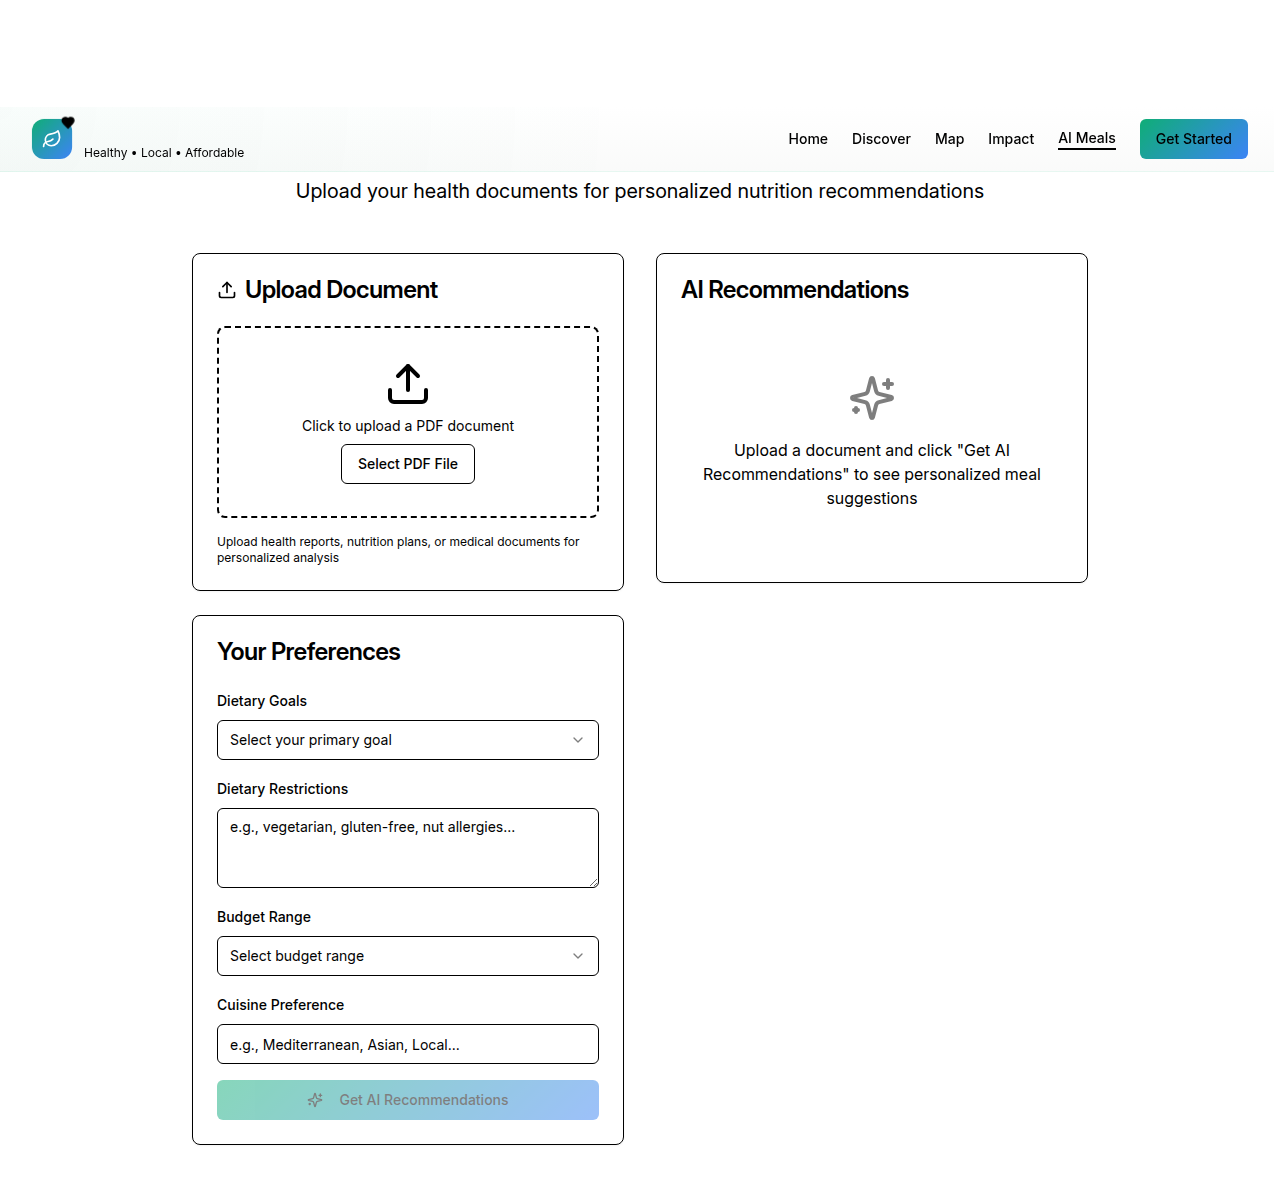 Healthy • Local • Affordable
Home
Discover
Map
Impact
AI Meals
Get Started
Upload your health documents for personalized nutrition recommendations
Upload Document
Click to upload a PDF document
Select PDF File
Upload health reports, nutrition plans, or medical documents for
personalized analysis
AI Recommendations
Upload a document and click "Get AI
Recommendations" to see personalized meal
suggestions
Your Preferences
Dietary Goals
Select your primary goal
Dietary Restrictions
e.g., vegetarian, gluten-free, nut allergies...
Budget Range
Select budget range
Cuisine Preference
e.g., Mediterranean, Asian, Local...
Get AI Recommendations